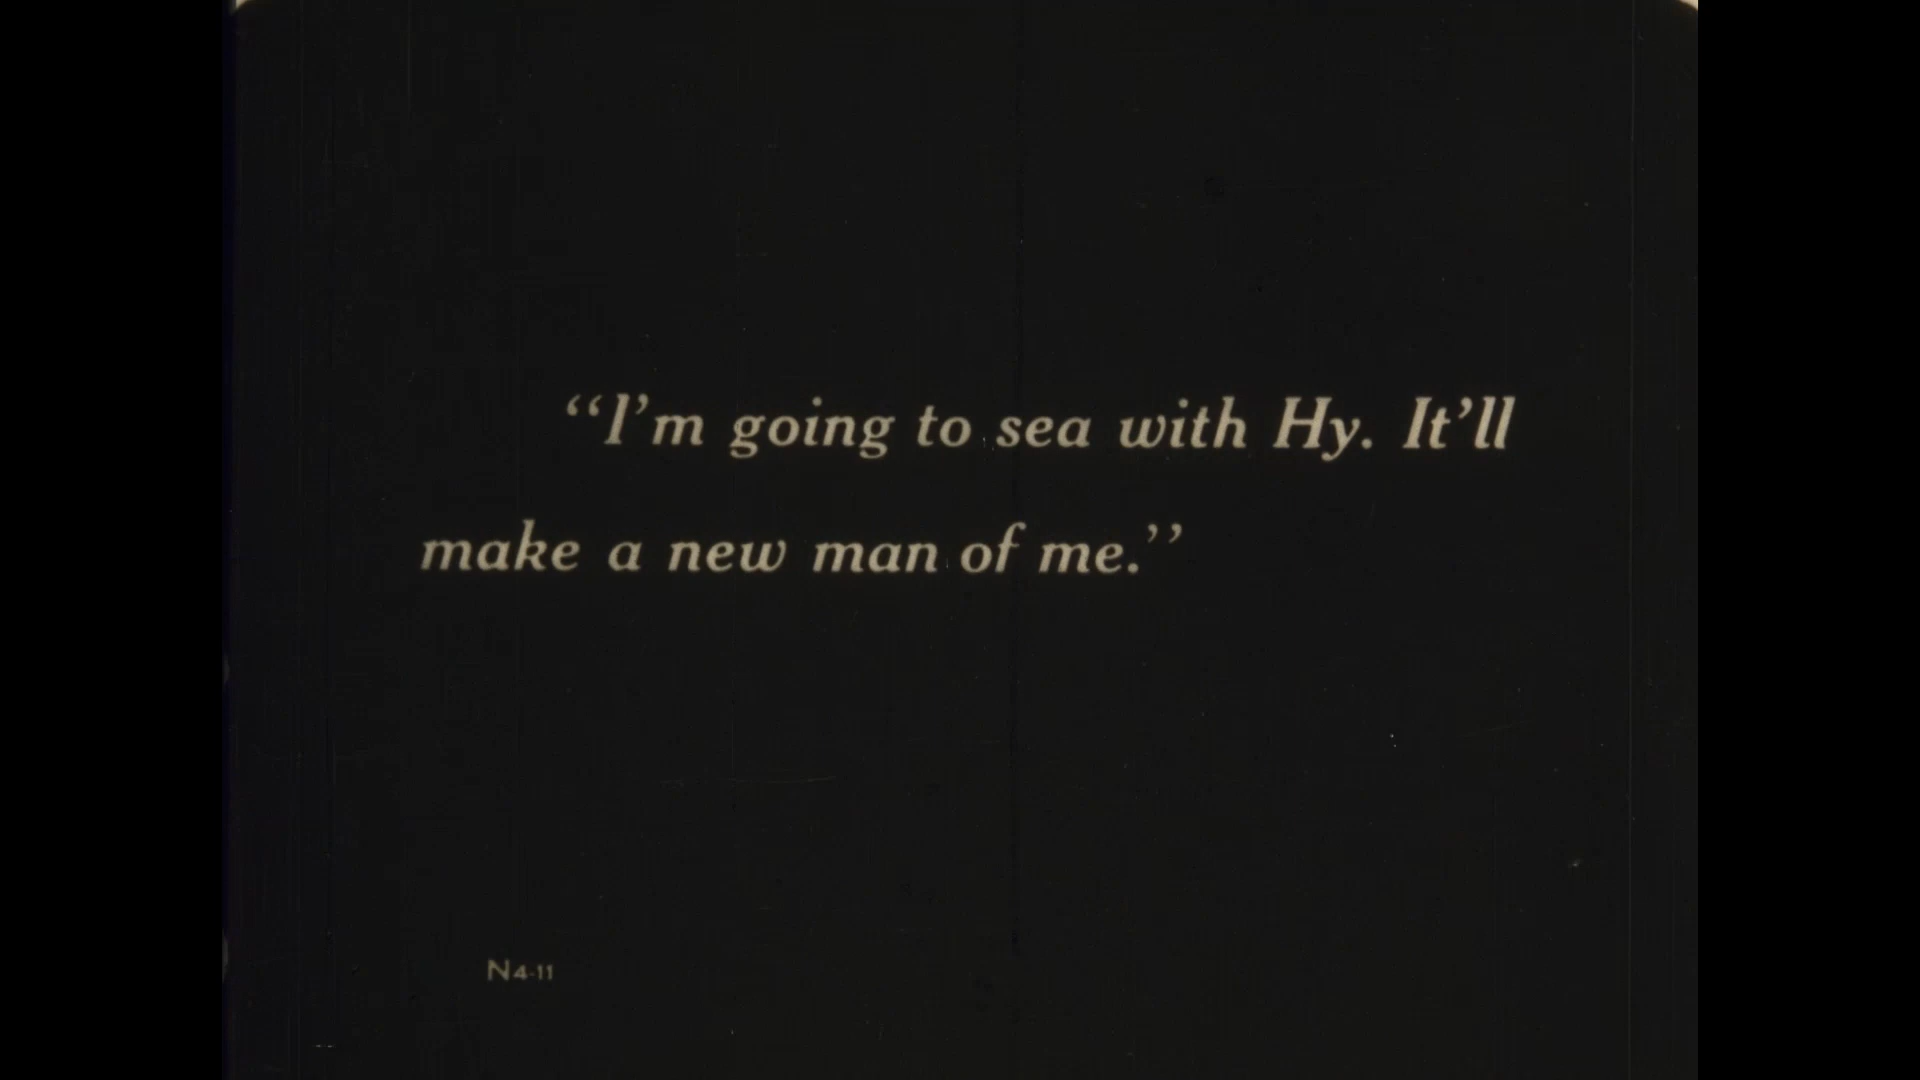 “I’m going to sea with Hy. It’ll
make a new man of me.”
N4-11